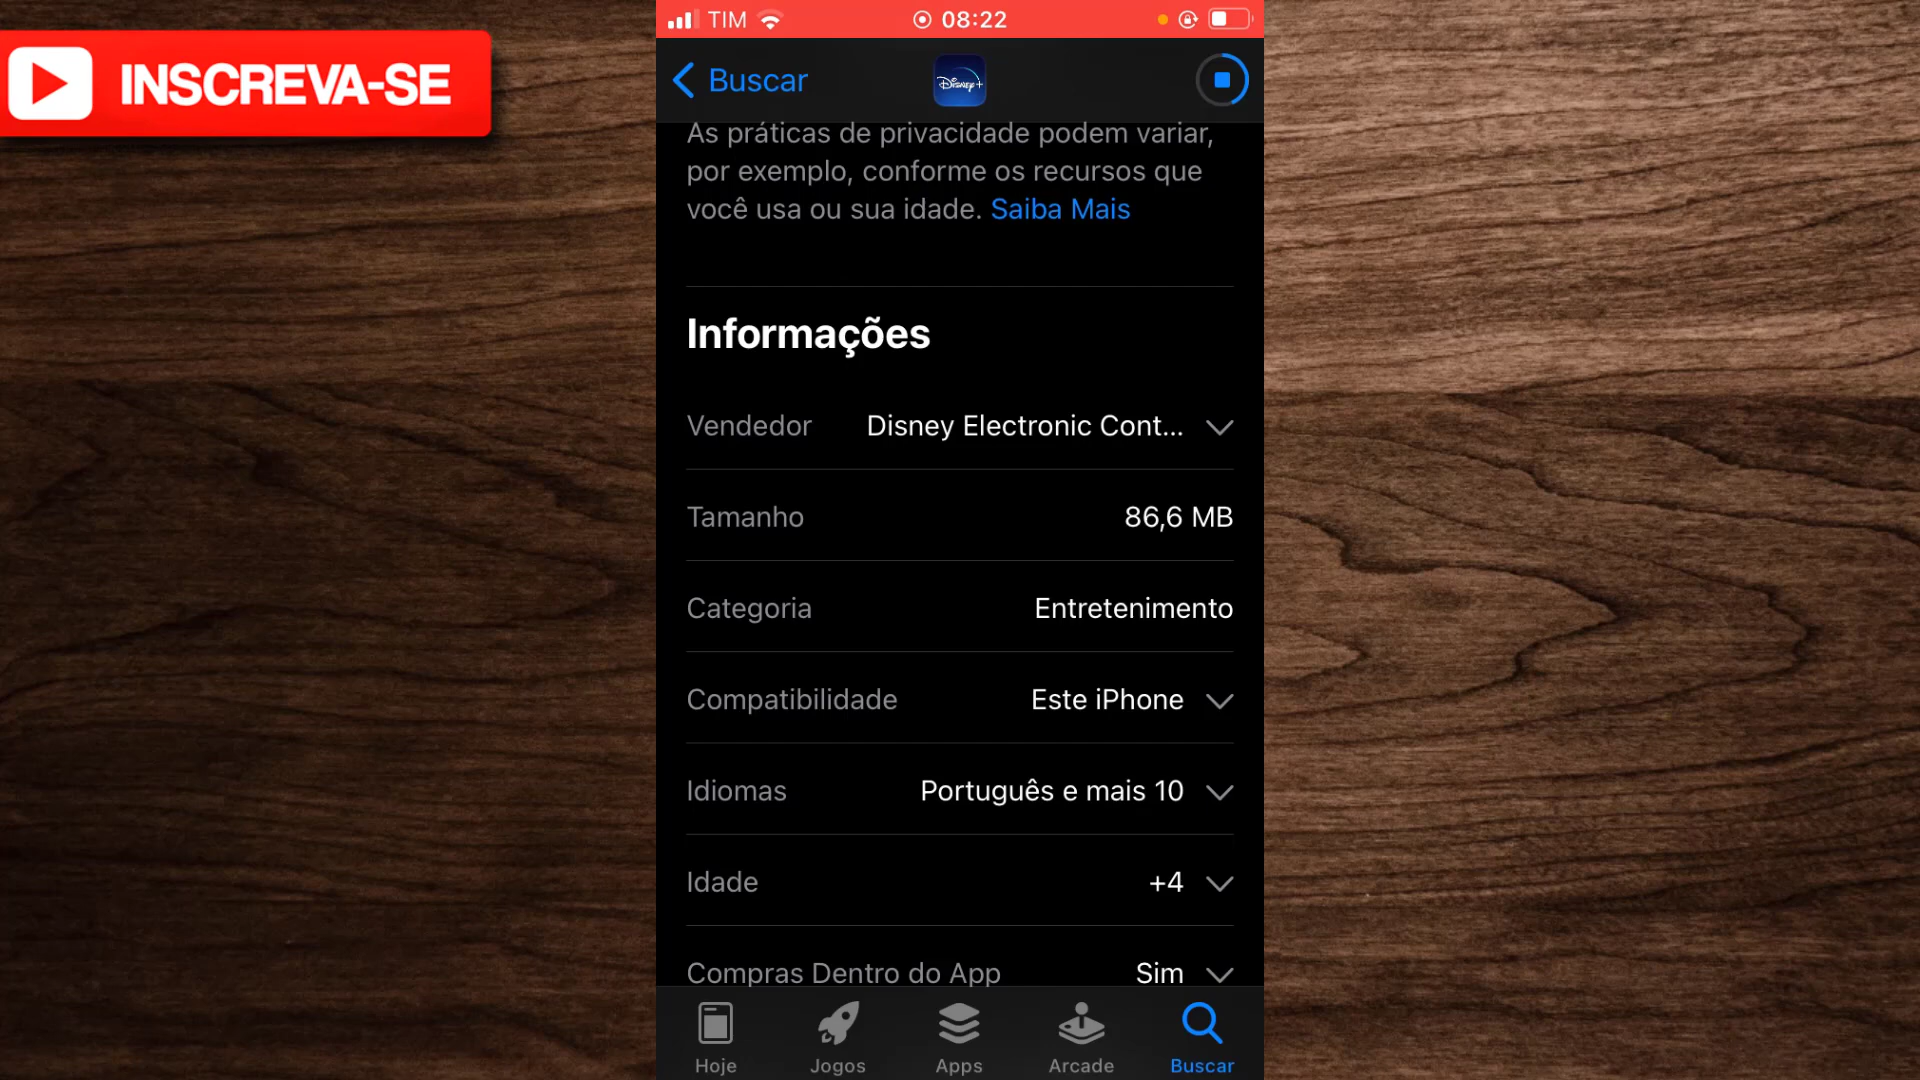 INSCREVA-SE
TIM
08:22
Buscar
Disney+
As práticas de privacidade podem variar,
por exemplo, conforme os recursos que
você usa ou sua idade. Saiba Mais
Informações
Vendedor Disney Electronic Cont...
Tamanho 86,6 MB
Categoria Entretenimento
Compatibilidade Este iPhone
Idiomas Português e mais 10
Idade +4
Compras Dentro do App Sim
Hoje Jogos Apps Arcade Buscar